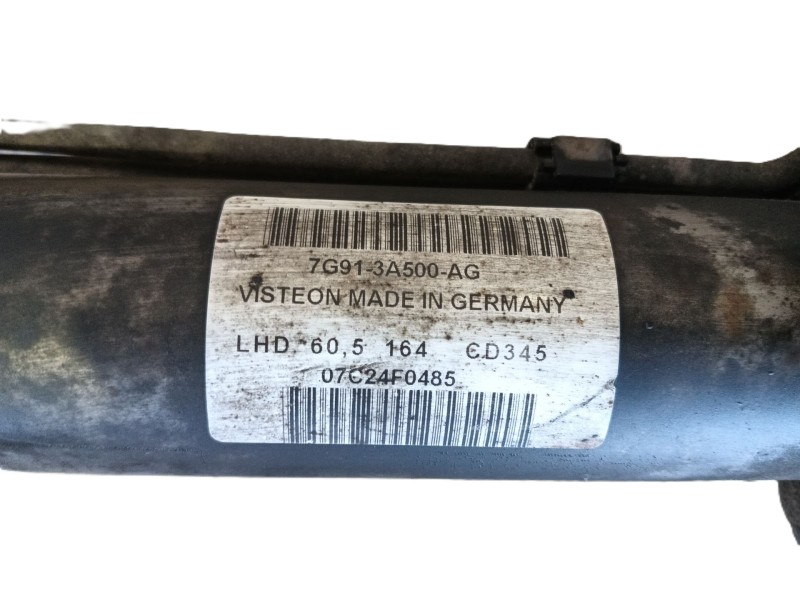 7G91-3A500-AG
VISTEON MADE IN GERMANY
LHD 60,5 164 CD345
07C24F0485